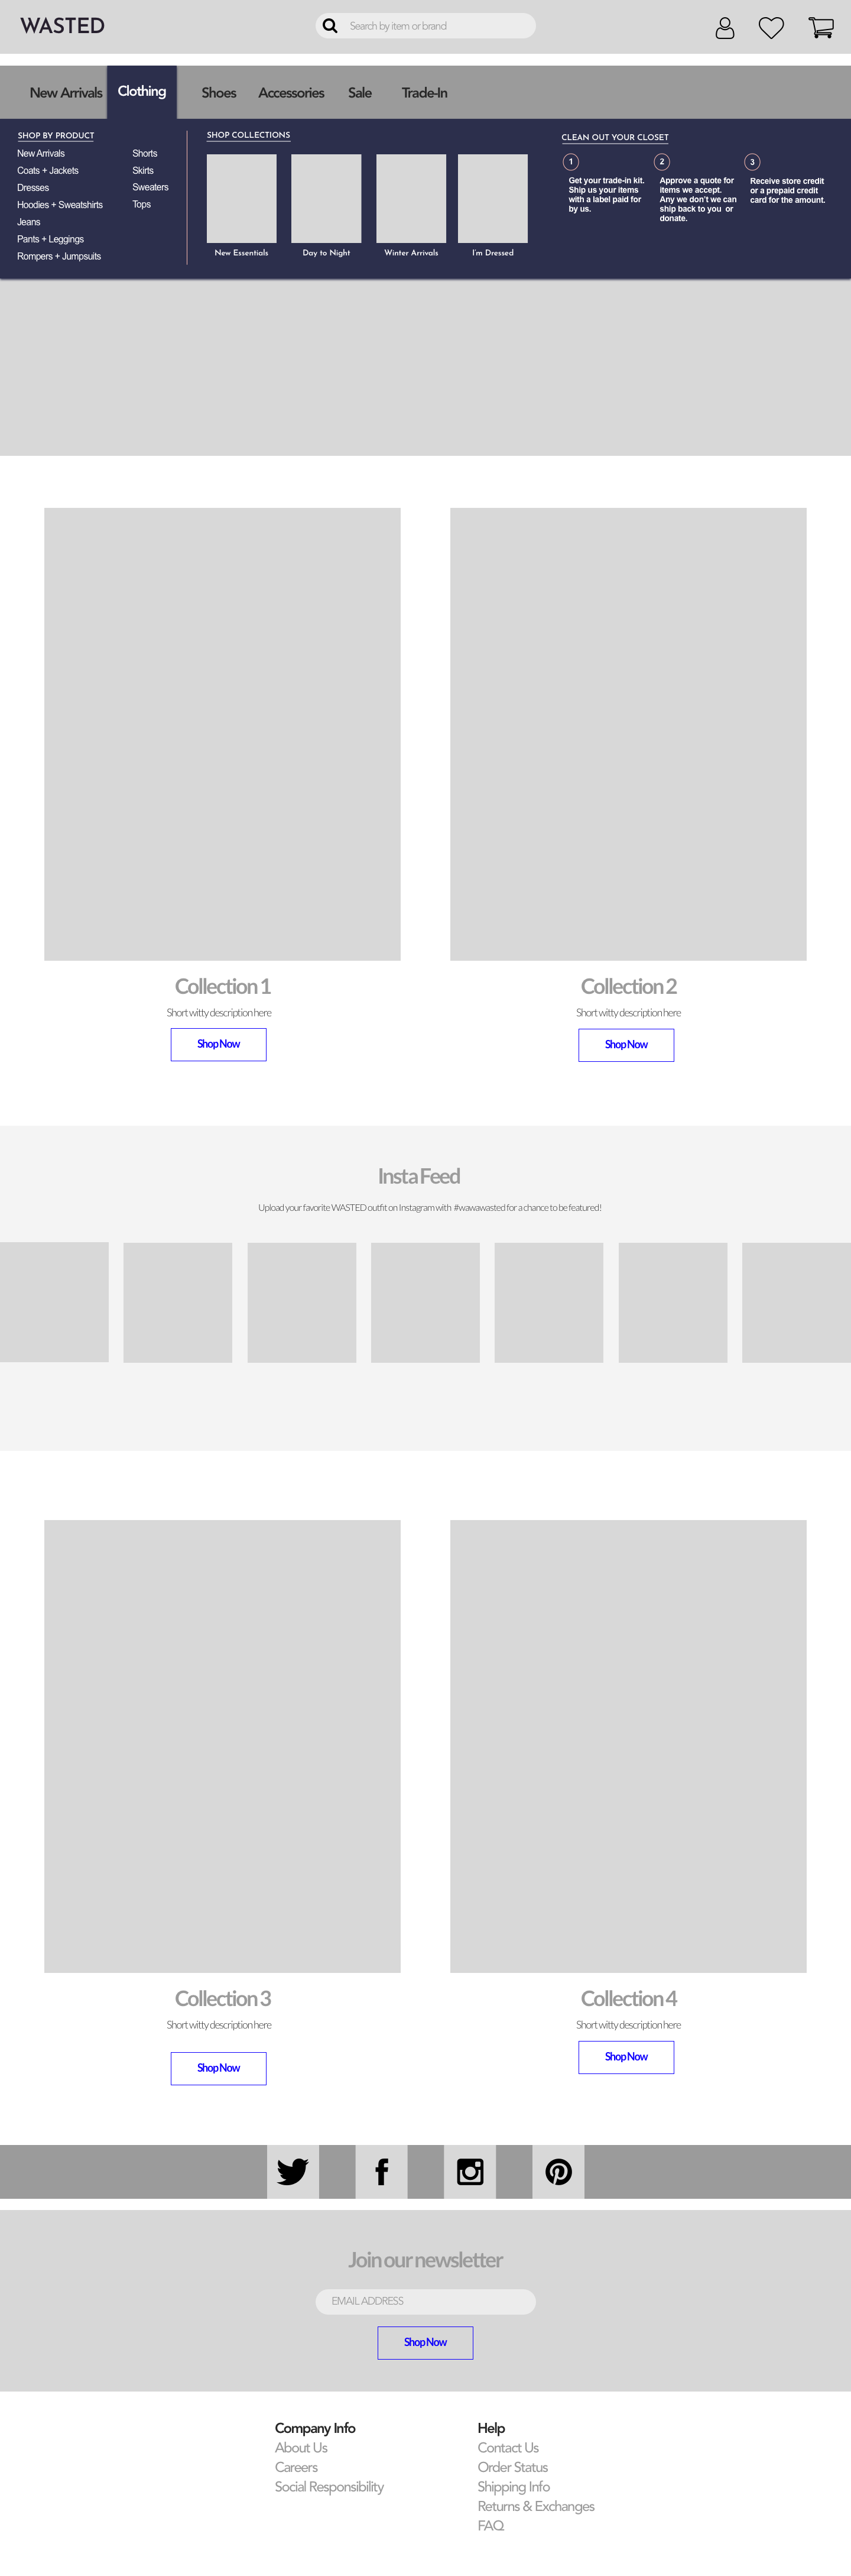 WASTED
Search by item or brand
New Arrivals
Clothing
Shoes
Accessories
Sale
Trade-In
SHOP BY PRODUCT
New Arrivals
Coats + Jackets
Dresses
Hoodies + Sweatshirts
Jeans
Pants + Leggings
Rompers + Jumpsuits
Shorts
Skirts
Sweaters
Tops
SHOP COLLECTIONS
New Essentials
Day to Night
Winter Arrivals
I'm Dressed
CLEAN OUT YOUR CLOSET
1
Get your trade-in kit.
Ship us your items
with a label paid for
by us.
2
Approve a quote for
items we accept.
Any we don't we can
ship back to you or
donate.
3
Receive store credit
or a prepaid credit
card for the amount.
Collection 1
Short witty description here
Shop Now
Collection 2
Short witty description here
Shop Now
Insta Feed
Upload your favorite WASTED outfit on Instagram with #wawawasted for a chance to be featured!
Collection 3
Short witty description here
Shop Now
Collection 4
Short witty description here
Shop Now
Join our newsletter
EMAIL ADDRESS
Shop Now
Company Info
About Us
Careers
Social Responsibility
Help
Contact Us
Order Status
Shipping Info
Returns & Exchanges
FAQ